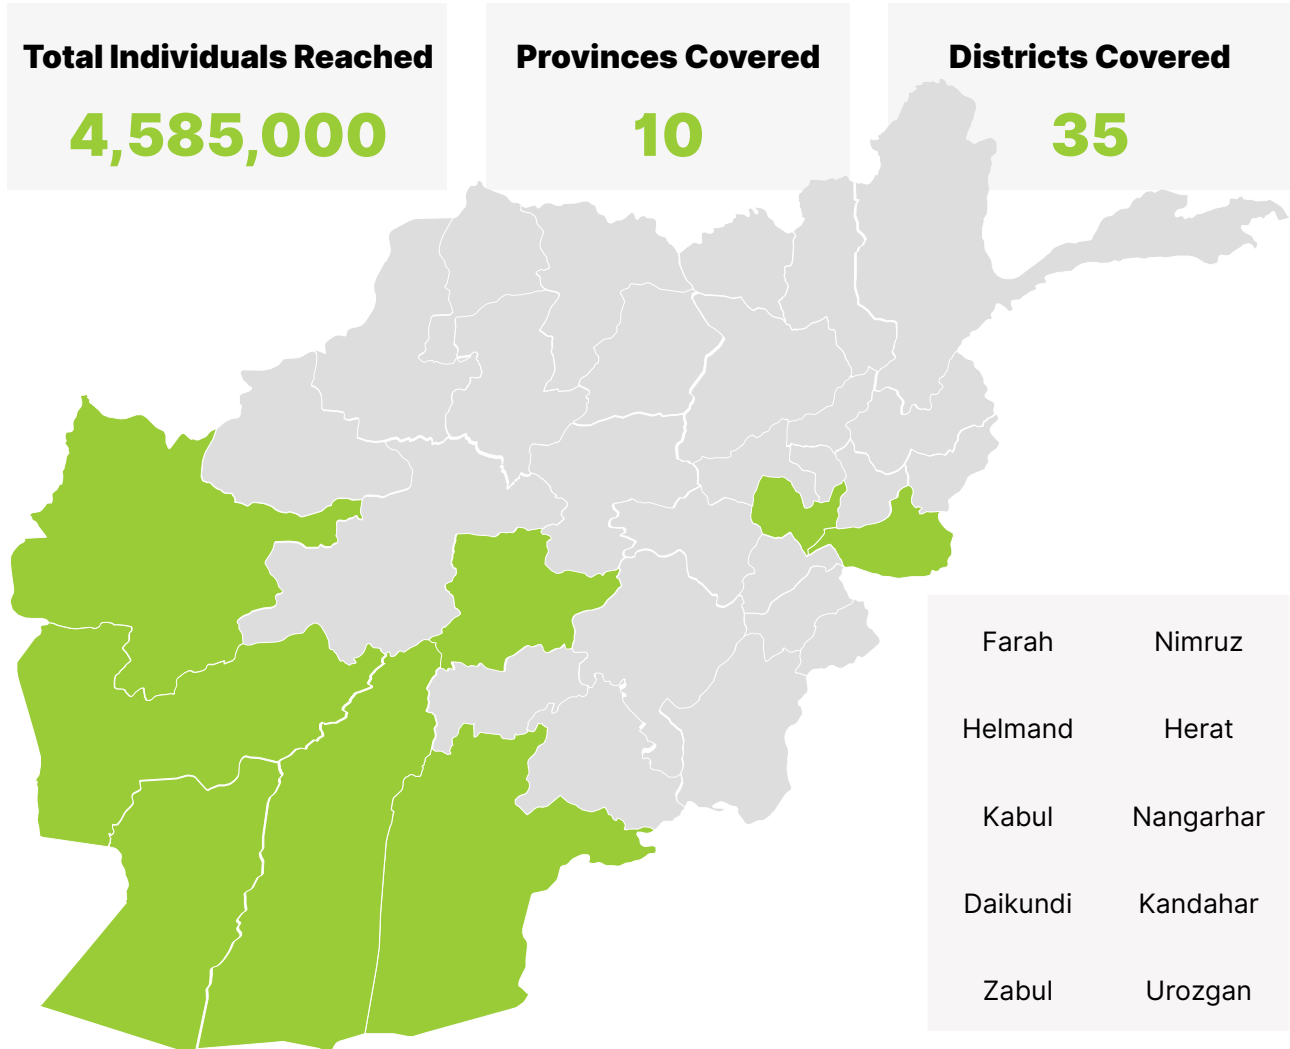 Total Individuals Reached
4,585,000
Provinces Covered
10
Districts Covered
35
Farah Nimruz
Helmand Herat
Kabul Nangarhar
Daikundi Kandahar
Zabul Urozgan